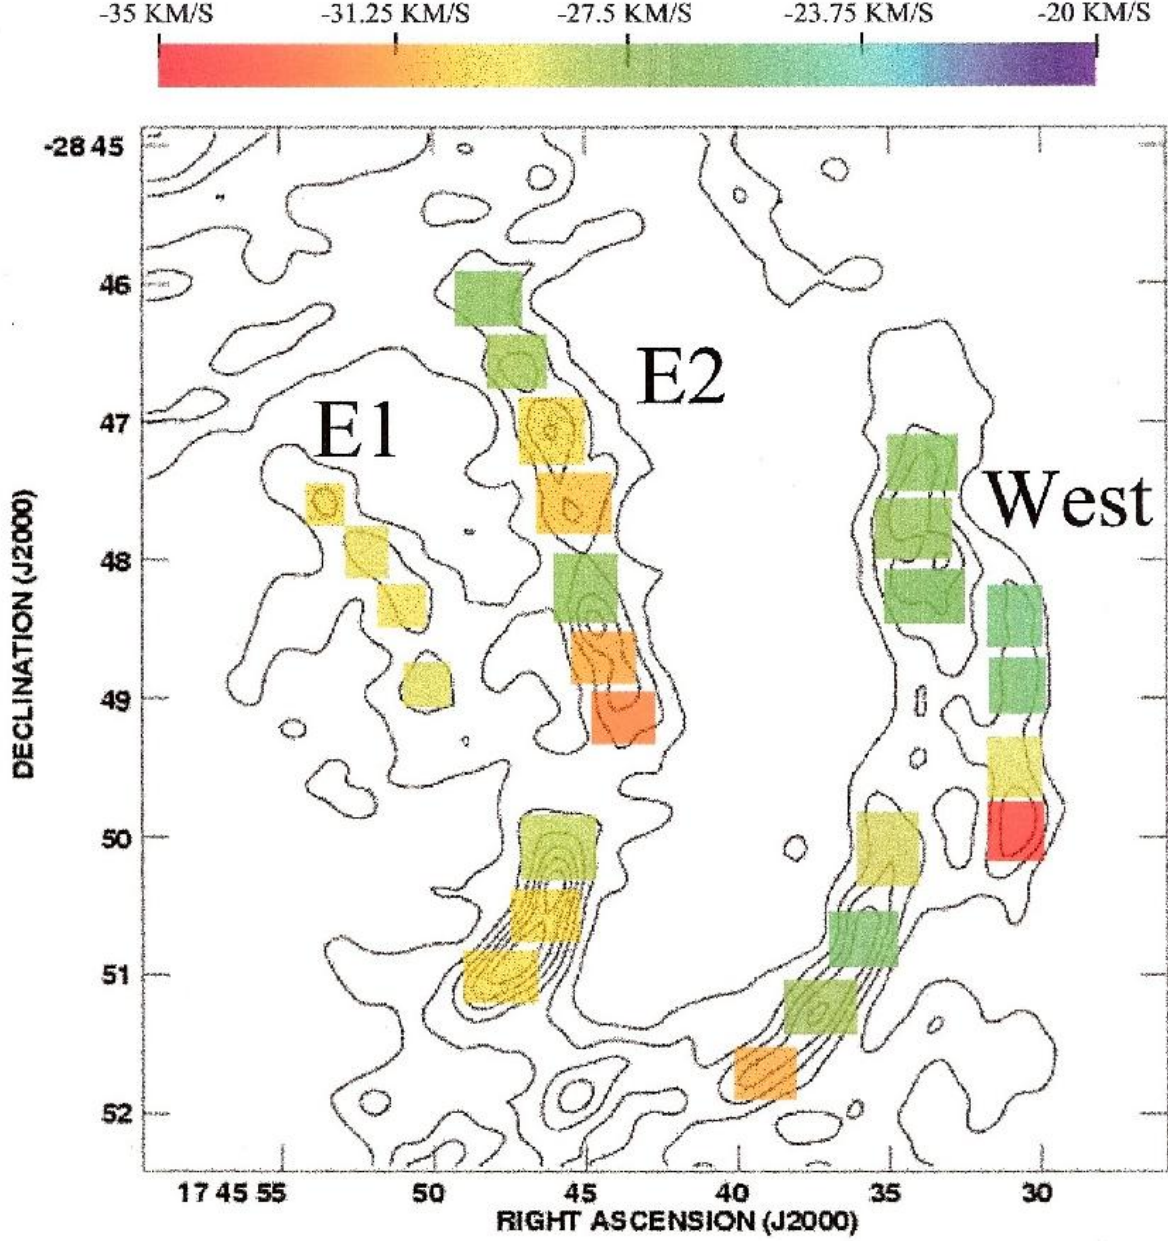 -35 KM/S -31.25 KM/S -27.5 KM/S -23.75 KM/S -20 KM/S
-28 45
46
E2
47
E1
West
48
DECLINATION (J2000)
49
50
51
52
17 45 55 50 45 40 35 30
RIGHT ASCENSION (J2000)